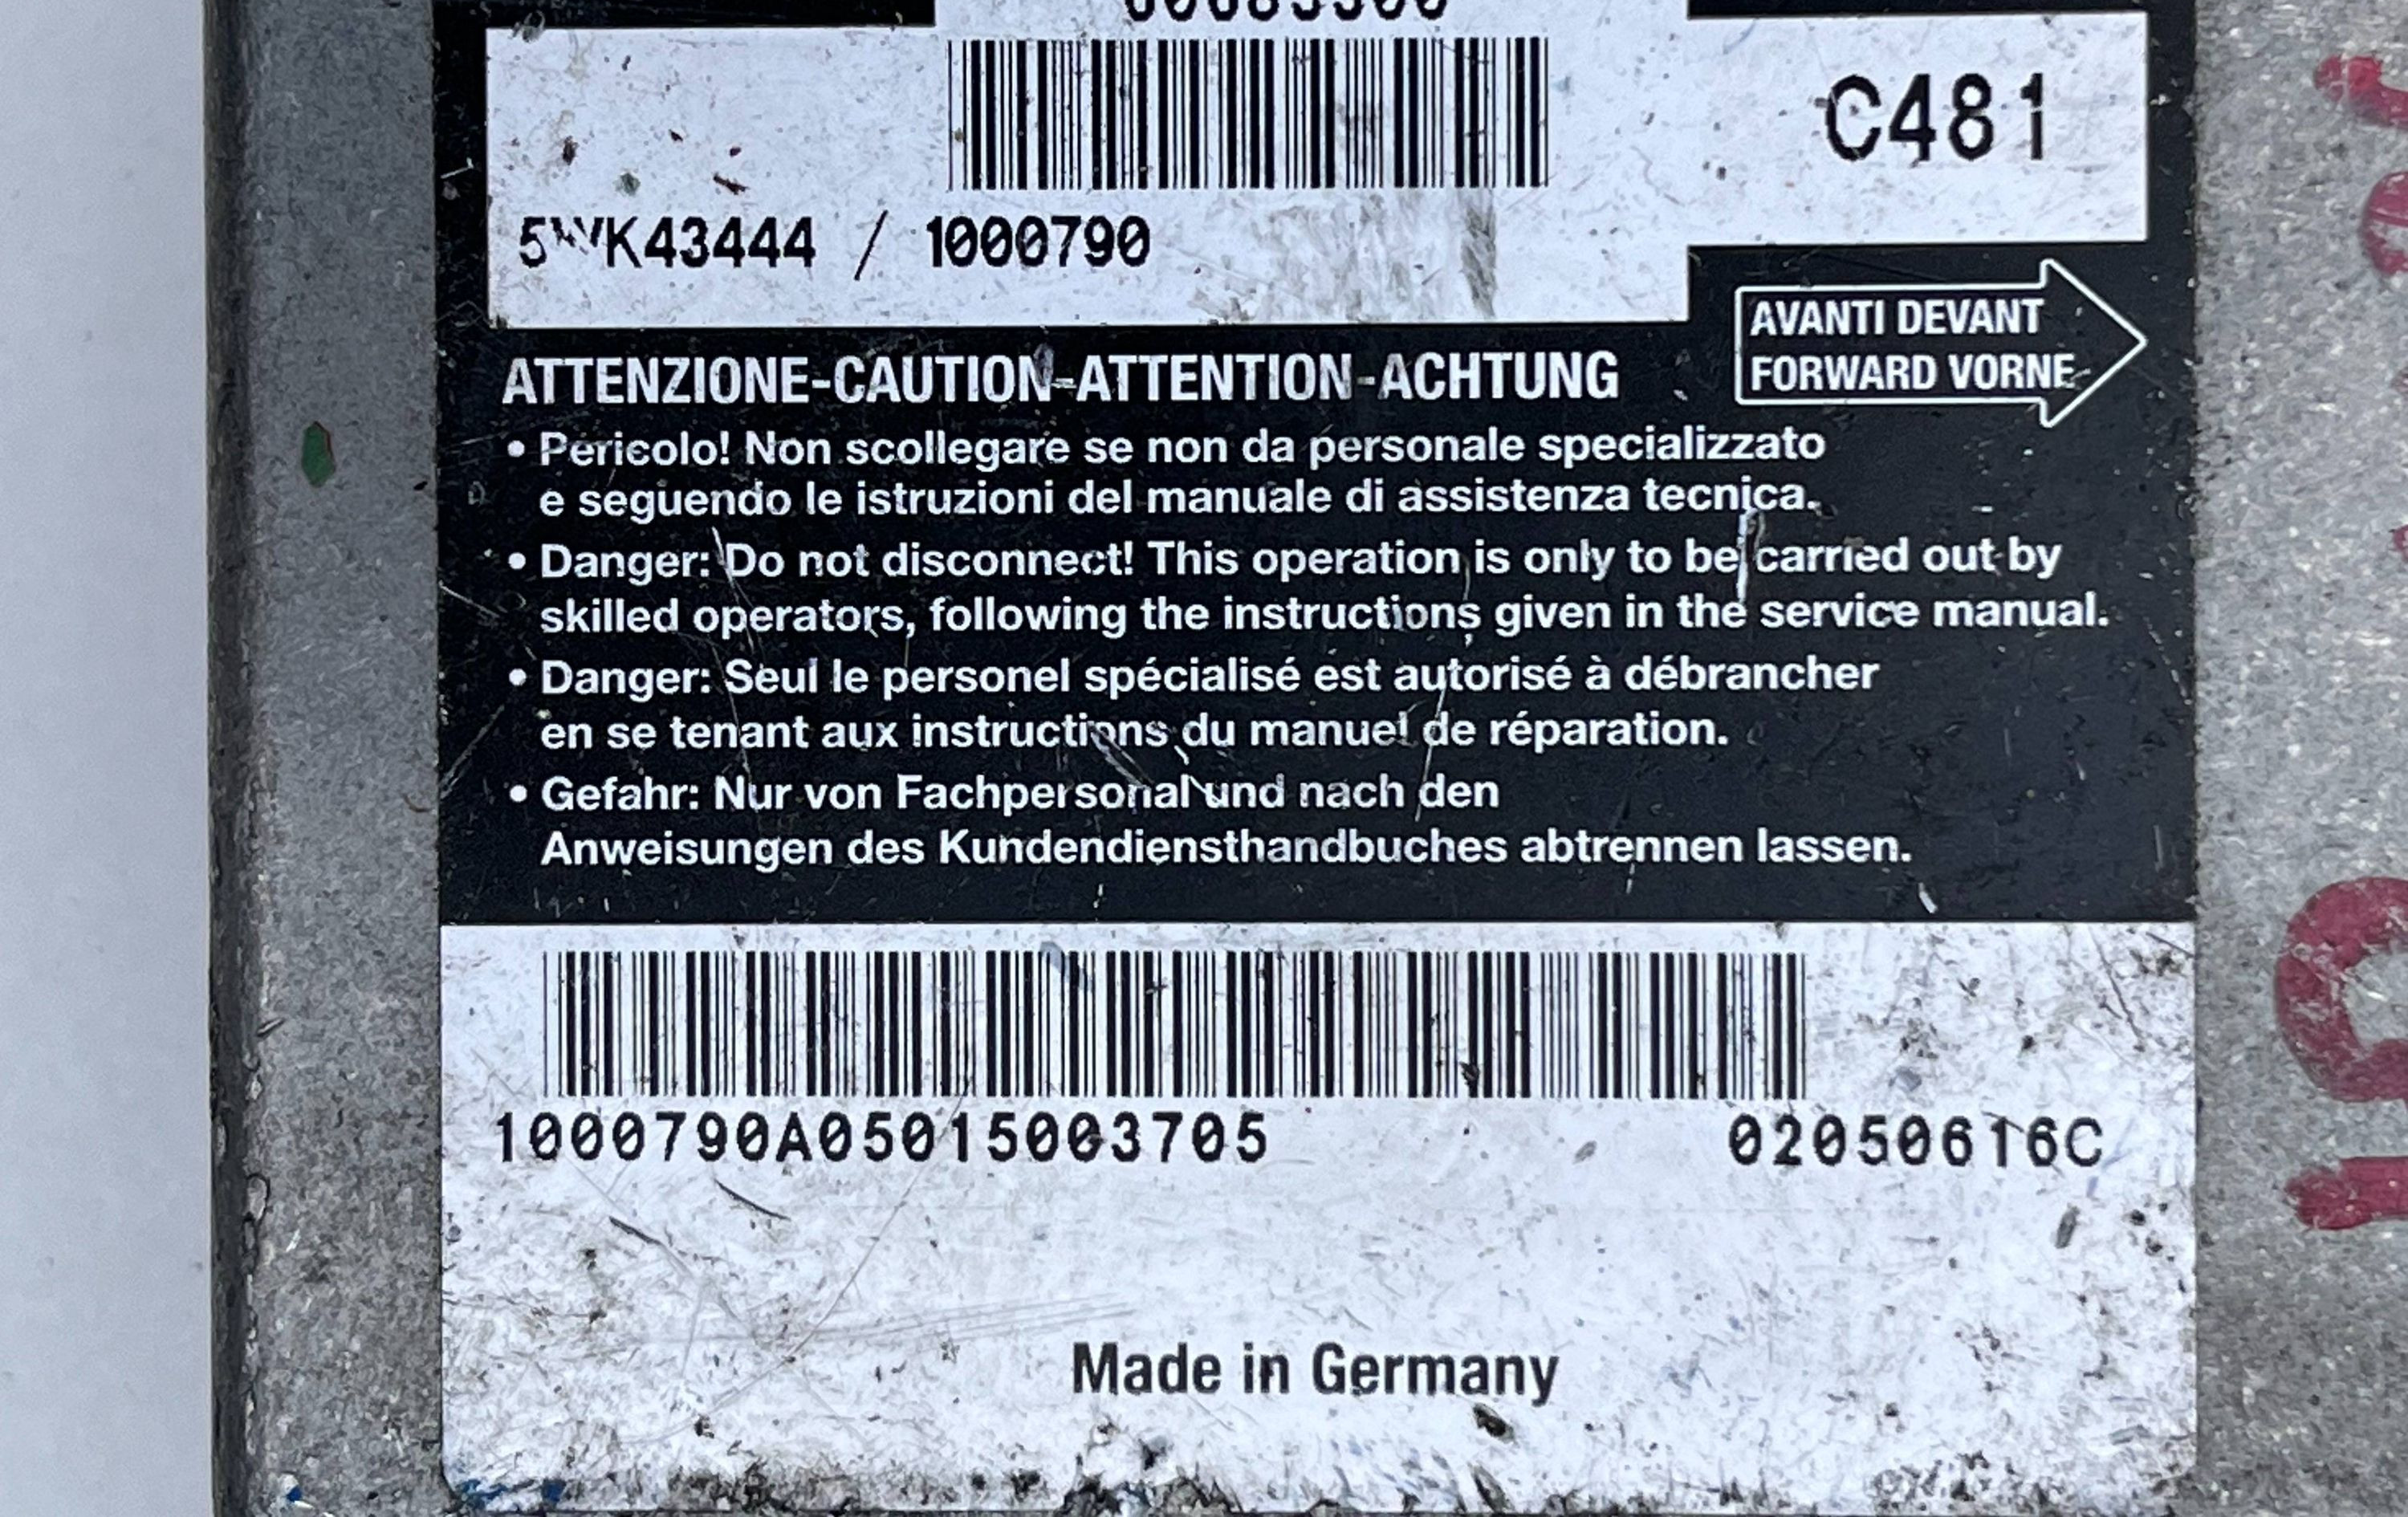 C481
5WK43444 / 1000790
AVANTI DEVANT
FORWARD VORNE
ATTENZIONE-CAUTION-ATTENTION-ACHTUNG
• Pericolo! Non scollegare se non da personale specializzato
e seguendo le istruzioni del manuale di assistenza tecnica.
• Danger: Do not disconnect! This operation is only to be carried out by
skilled operators, following the instructions given in the service manual.
• Danger: Seul le personel spécialisé est autorisé à débrancher
en se tenant aux instructions du manuel de réparation.
• Gefahr: Nur von Fachpersonal und nach den
Anweisungen des Kundendiensthandbuches abtrennen lassen.
1000790A05015003705
02050616C
Made in Germany